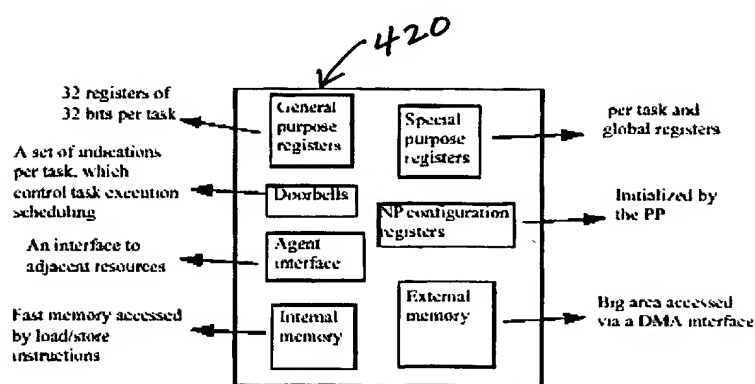 420
32 registers of
32 bits per task
General
purpose
registers
Special
purpose
registers
per task and
global registers
A set of indications
per task, which
control task execution
scheduling
Doorbells
NP configuration
registers
Initialized by
the PP
An interface to
adjacent resources
Agent
interface
Fast memory accessed
by load/store
instructions
Internal
memory
External
memory
Big area accessed
via a DMA interface